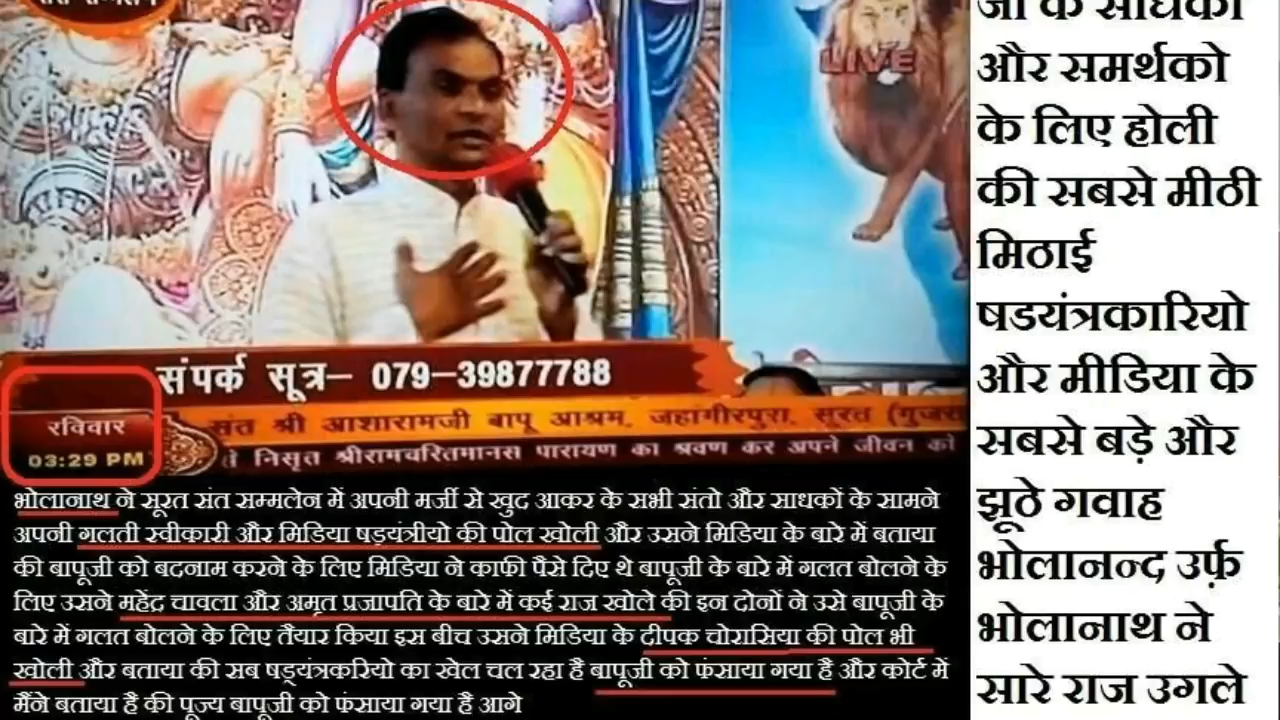 LIVE
संपर्क सूत्र– 079–39877788
रविवार
03:29 PM
संत श्री आशारामजी बापू आश्रम, जहांगीरपुरा, सूरत
निसृत श्रीरामचरितमानस पारायण का श्रवण कर अपने जीवन को
भोलानाथ ने सूरत संत सम्मलेन में अपनी मर्जी से खुद आकर के सभी संतो और साधकों के सामने
अपनी गलती स्वीकारी और मिडिया षड़यंत्रीयो की पोल खोली और उसने मिडिया के बारे में बताया
की बापूजी को बदनाम करने के लिए मिडिया ने काफी पैसे दिए थे बापूजी के बारे में गलत बोलने के
लिए उसने महेंद्र चावला और अमृत प्रजापति के बारे में कई राज खोले की इन दोनों ने उसे बापूजी के
बारे में गलत बोलने के लिए तैयार किया इस बीच उसने मिडिया के दीपक चोरासिया की पोल भी
खोली और बताया की सब षड्यंत्रकरियो का खेल चल रहा है बापूजी को फंसाया गया है और कोर्ट में
मैंने बताया है की पूज्य बापूजी को फंसाया गया है आगे
जी के साधको
और समर्थको
के लिए होली
की सबसे मीठी
मिठाई
षडयंत्रकारियो
और मीडिया के
सबसे बड़े और
झूठे गवाह
भोलानन्द उर्फ़
भोलानाथ ने
सारे राज उगले